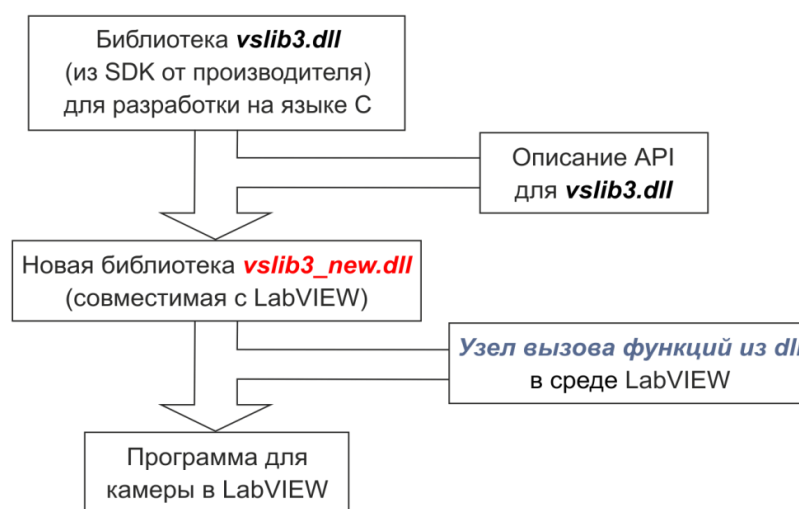 Библиотека vslib3.dll
(из SDK от производителя)
для разработки на языке C
Описание API
для vslib3.dll
Новая библиотека vslib3_new.dll
(совместимая с LabVIEW)
Узел вызова функций из dll
в среде LabVIEW
Программа для
камеры в LabVIEW